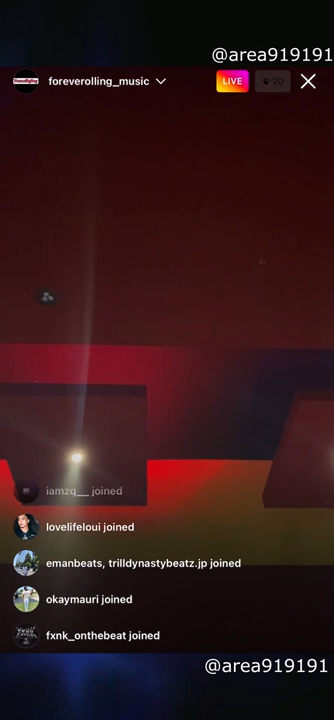 @area919191
foreverolling_music
LIVE
20
iamzq__ joined
lovelifeloui joined
emanbeats, trilldynastybeatz.jp joined
okaymauri joined
fxnk_onthebeat joined
@area919191